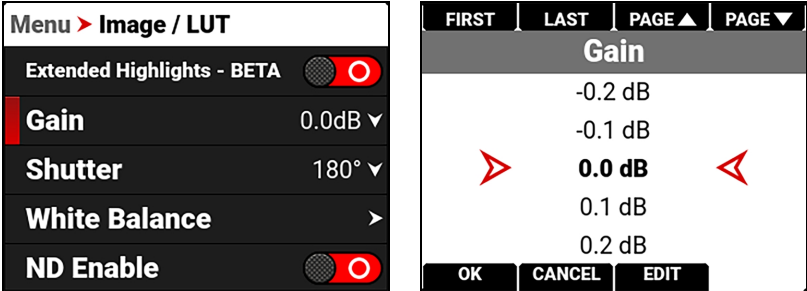 Menu > Image / LUT
Extended Highlights - BETA
Gain 0.0dB
Shutter 180°
White Balance
ND Enable
FIRST LAST PAGE▲ PAGE▼
Gain
-0.2 dB
-0.1 dB
0.0 dB
0.1 dB
0.2 dB
OK CANCEL EDIT